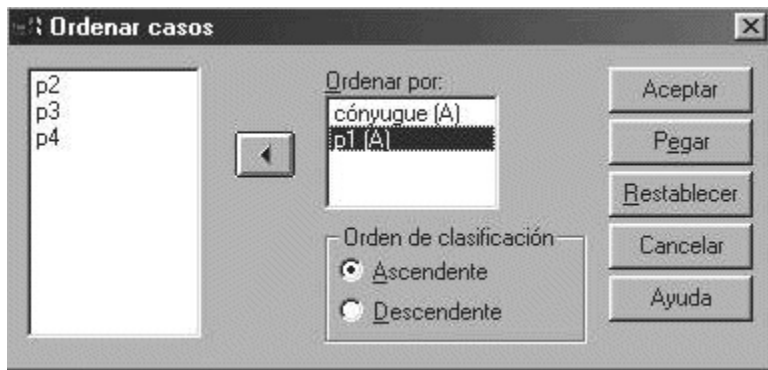 Ordenar casos
p2
p3
p4
Ordenar por:
cónyugue (A)
p1 (A)
Orden de clasificación
Ascendente
Descendente
Aceptar
Pegar
Restablecer
Cancelar
Ayuda